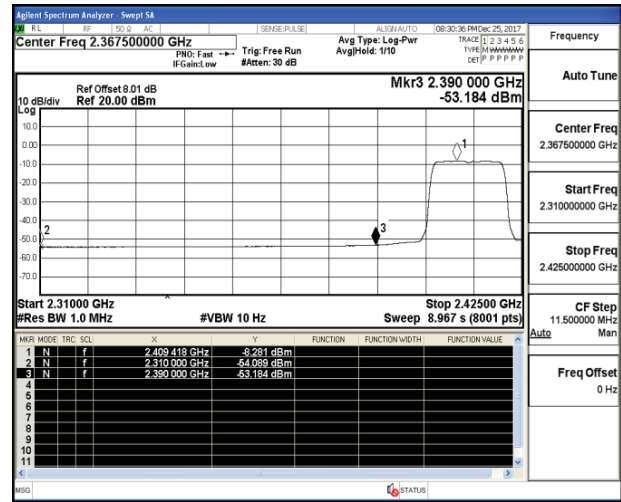 Agilent Spectrum Analyzer - Swept SA
RL RF 50 Ω AC SENSE:PULSE ALIGNAUTO 08:30:36 PM Dec 25, 2017
Center Freq 2.367500000 GHz
PNO: Fast
IFGain:Low
Trig: Free Run
#Atten: 30 dB
Avg Type: Log-Pwr
Avg|Hold: 1/10
TRACE 1 2 3 4 5 6
TYPE M WWWWW
DET P P P P P P
Ref Offset 8.01 dB
Ref 20.00 dBm
10 dB/div
Log
Mkr3 2.390 000 GHz
-53.184 dBm
10.0
0.00
-10.0
-20.0
-30.0
-40.0
-50.0
-60.0
-70.0
1
2
3
Start 2.31000 GHz Stop 2.42500 GHz
#Res BW 1.0 MHz #VBW 10 Hz Sweep 8.967 s (8001 pts)
MKR MODE TRC SCL X Y FUNCTION FUNCTION WIDTH FUNCTION VALUE
1 N f 2.409 418 GHz -8.281 dBm
2 N f 2.310 000 GHz -54.089 dBm
3 N f 2.390 000 GHz -53.184 dBm
4
5
6
7
8
9
10
11
MSG STATUS
Frequency
Auto Tune
Center Freq
2.367500000 GHz
Start Freq
2.310000000 GHz
Stop Freq
2.425000000 GHz
CF Step
11.500000 MHz
Auto Man
Freq Offset
0 Hz